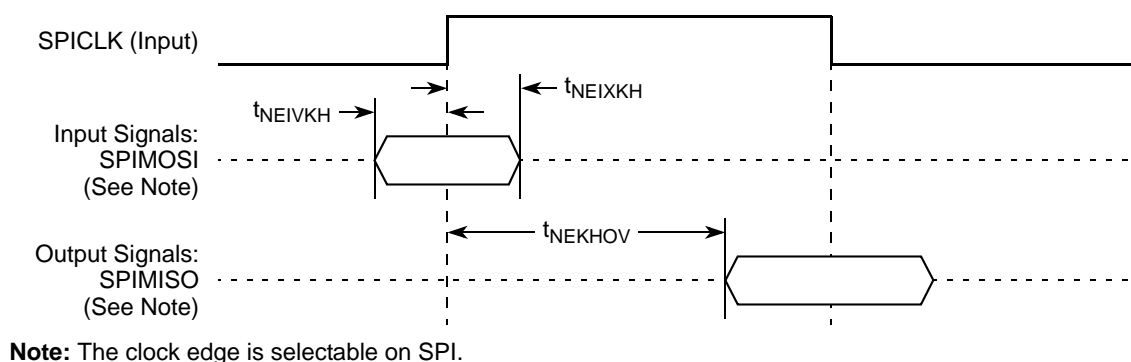 SPICLK (Input)
tNEIXKH
tNEIVKH
Input Signals:
SPIMOSI
(See Note)
tNEKHOV
Output Signals:
SPIMISO
(See Note)
Note: The clock edge is selectable on SPI.